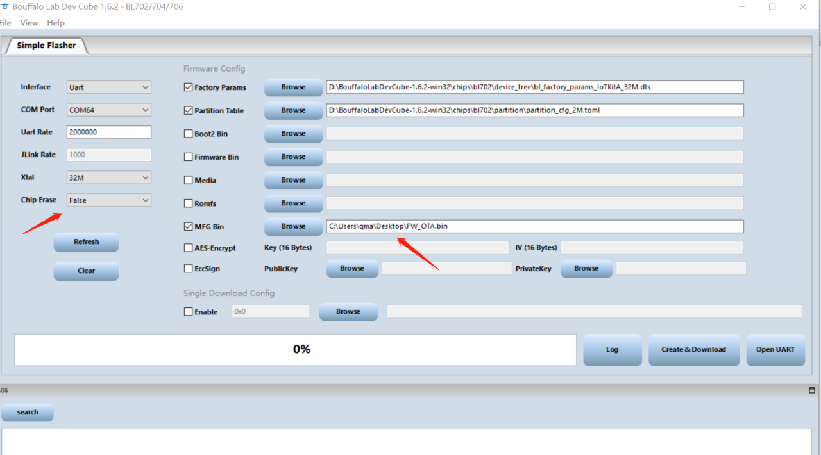 Bouffalo Lab Dev Cube 1.6.2 - BL702/704/706
File View Help
Simple Flasher
Firmware Config
Interface Uart Factory Params Browse D:\BouffaloLabDevCube-1.6.2-win32\chips\bl702\device_tree\bl_factory_params_IoTKitA_32M.dts
COM Port COM64 Partition Table Browse D:\BouffaloLabDevCube-1.6.2-win32\chips\bl702\partition\partition_cfg_2M.toml
Uart Rate 2000000 Boot2 Bin Browse
JLink Rate 1000 Firmware Bin Browse
Xtal 32M Media Browse
Chip Erase False Romfs Browse
MFG Bin Browse C:\Users\qma\Desktop\FW_OTA.bin
Refresh AES-Encrypt Key (16 Bytes) IV (16 Bytes)
Clear EccSign PublicKey Browse PrivateKey Browse
Single Download Config
Enable 0x0 Browse
0% Log Create & Download Open UART
search